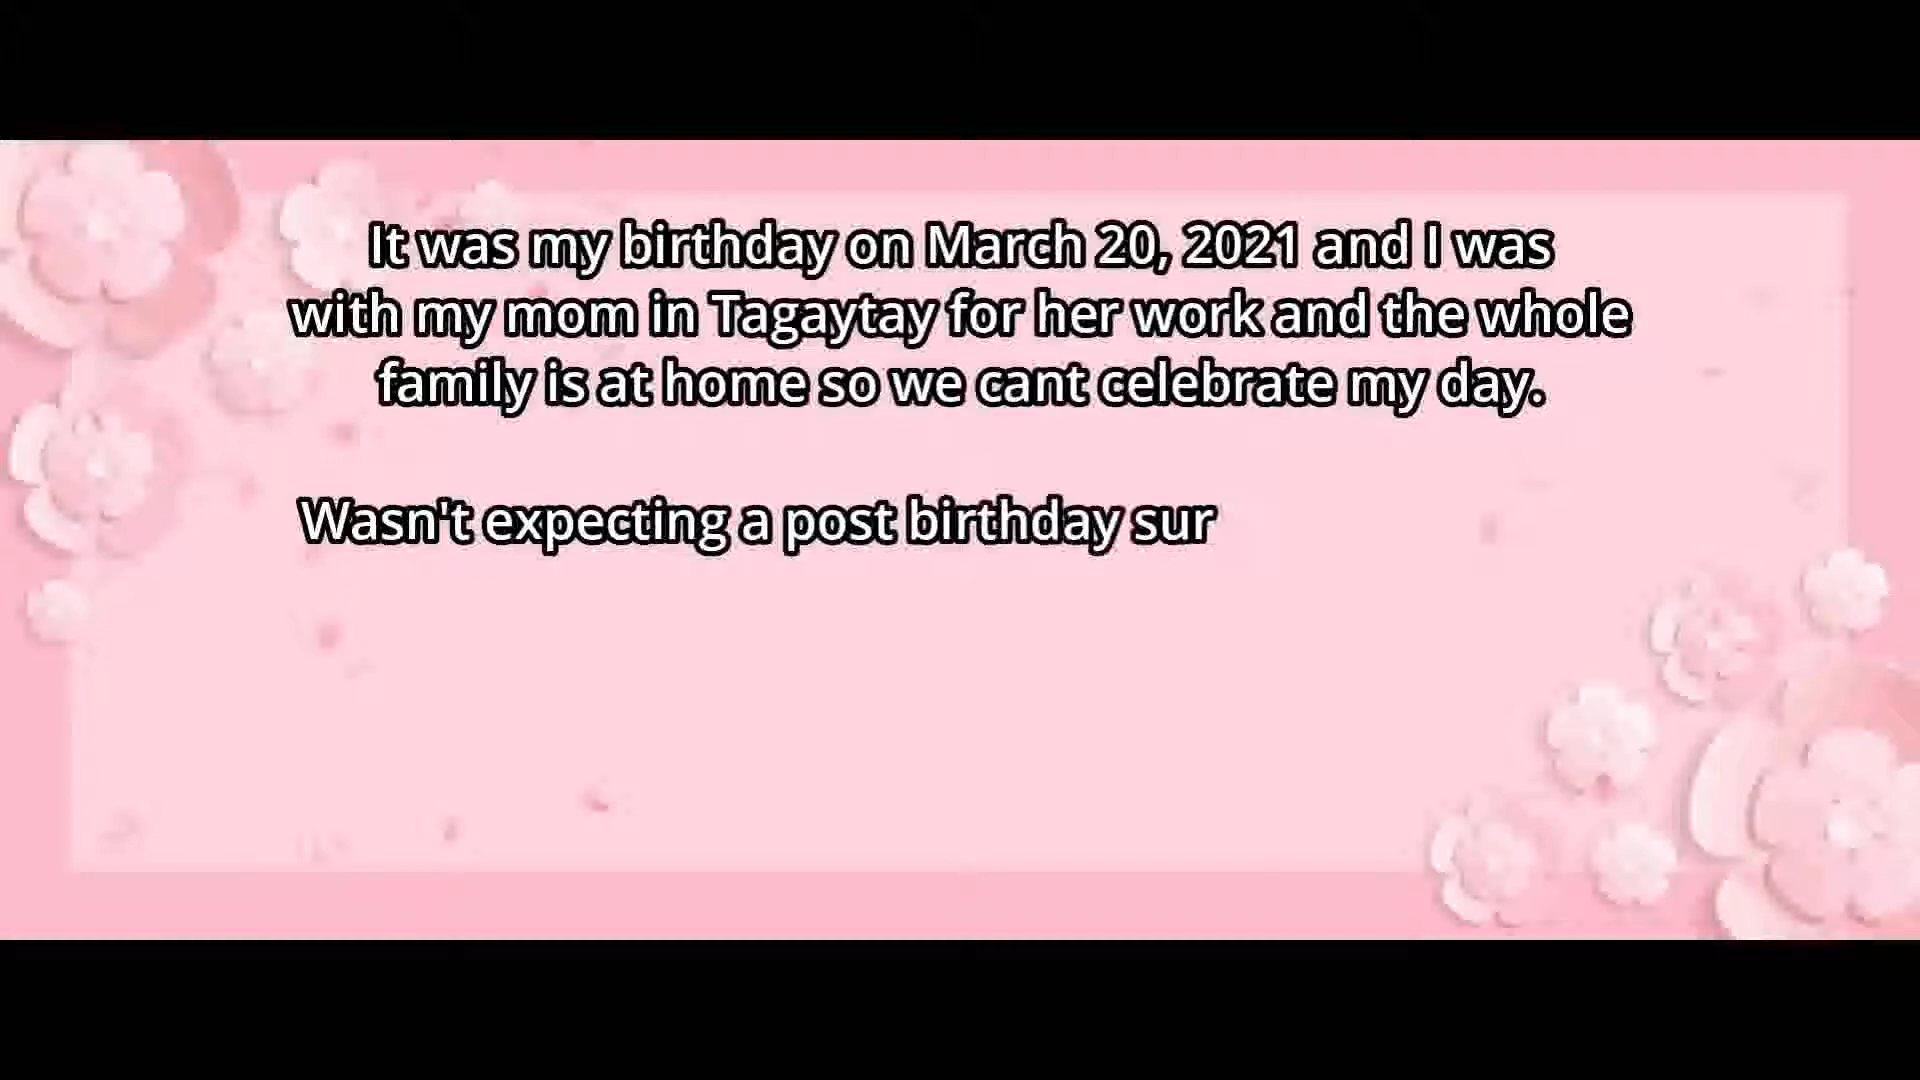 It was my birthday on March 20, 2021 and I was
with my mom in Tagaytay for her work and the whole
family is at home so we cant celebrate my day.
Wasn't expecting a post birthday sur